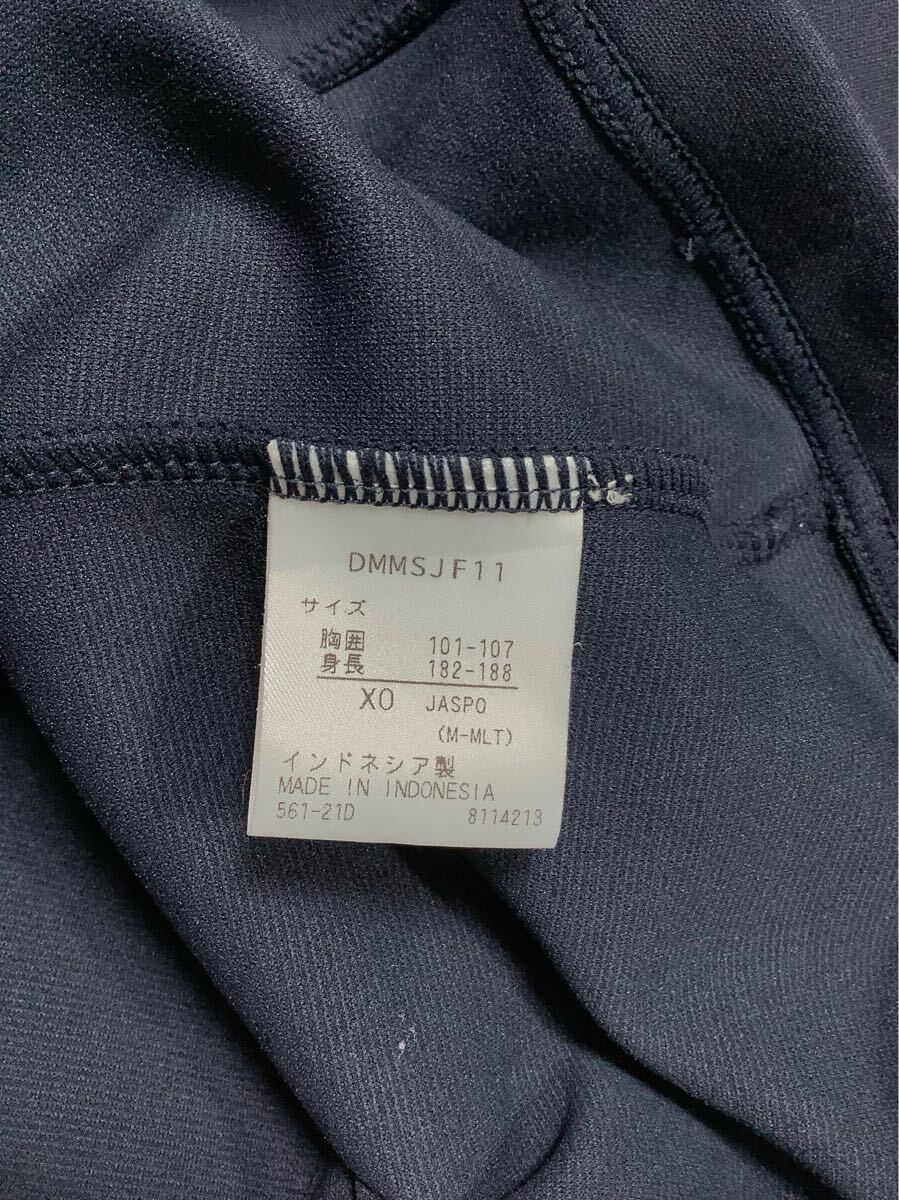 DMMSJF11
サイズ
胸囲 101-107
身長 182-188
XO JASPO
(M-MLT)
インドネシア製
MADE IN INDONESIA
561-21D 8114213